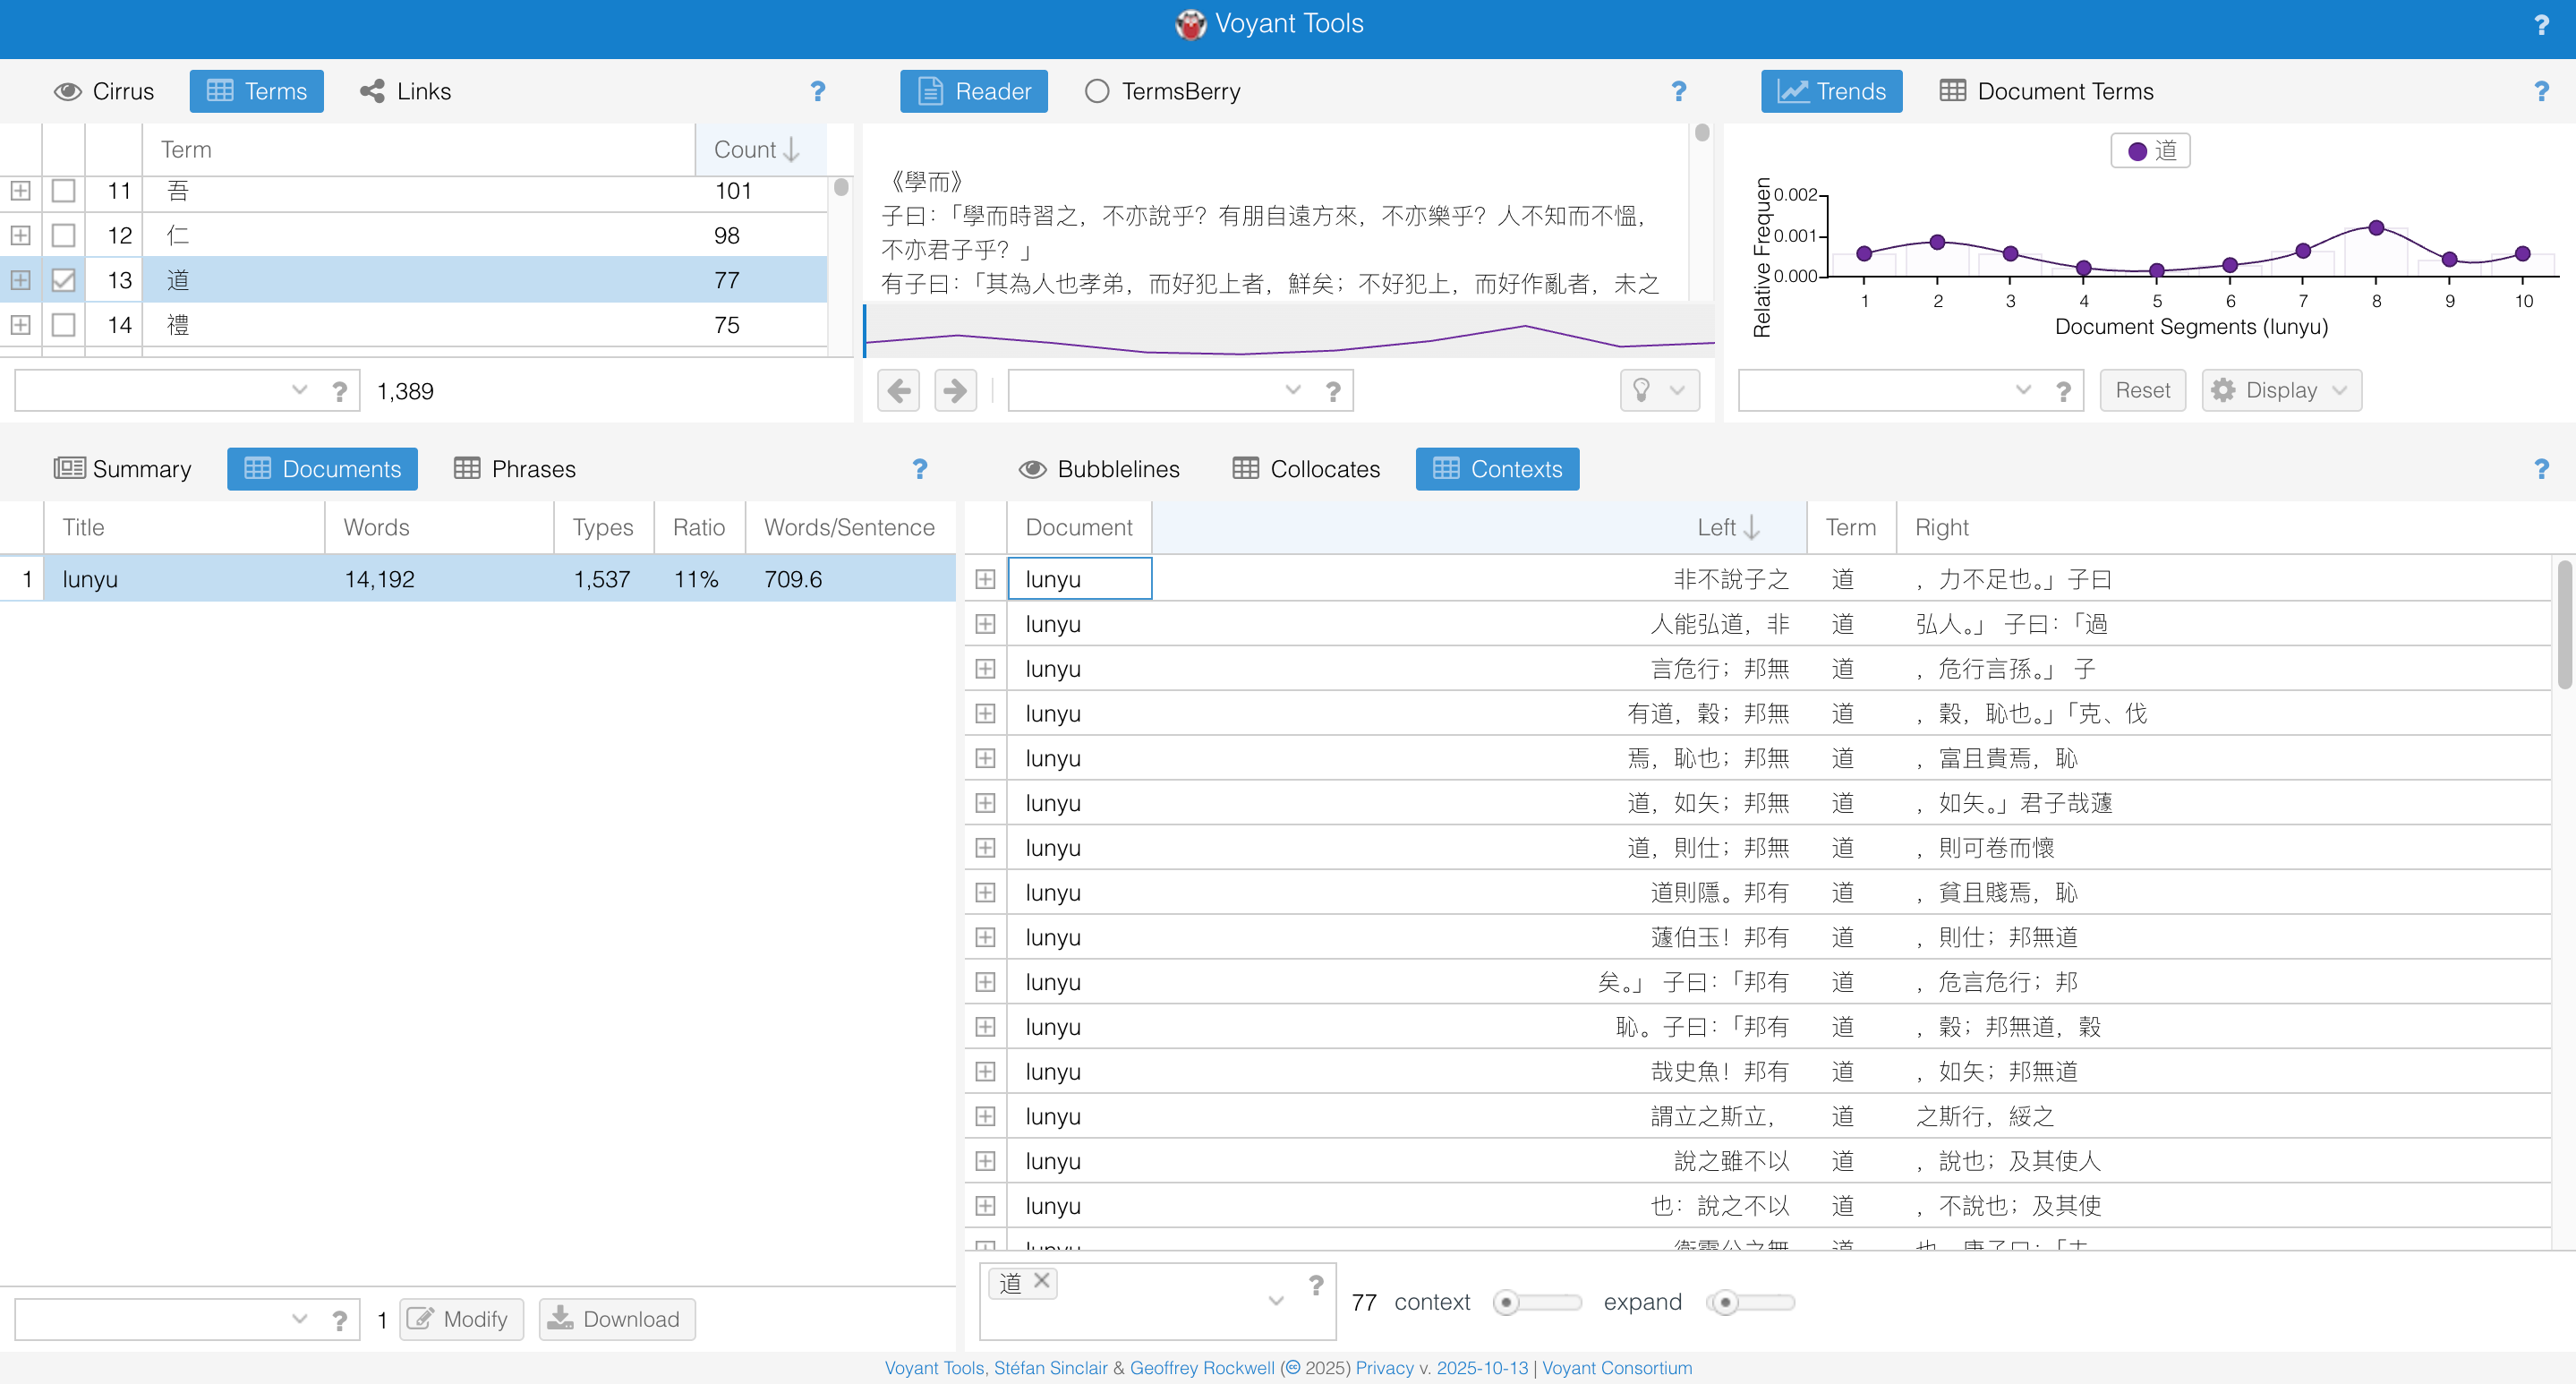 Voyant Tools ?
Cirrus Terms Links ?
Term Count
11 吾 101
12 仁 98
13 道 77
14 禮 75
? 1,389
Reader TermsBerry ?
《學而》
子曰：「學而時習之，不亦說乎？有朋自遠方來，不亦樂乎？人不知而不慍，
不亦君子乎？」
有子曰：「其為人也孝弟，而好犯上者，鮮矣；不好犯上，而好作亂者，未之
?
Trends Document Terms ?
道
Relative Frequen
0.002
0.001
0.000
1 2 3 4 5 6 7 8 9 10
Document Segments (lunyu)
? Reset Display
Summary Documents Phrases ?
Title Words Types Ratio Words/Sentence
1 lunyu 14,192 1,537 11% 709.6
? 1 Modify Download
Bubblelines Collocates Contexts ?
Document Left Term Right
lunyu 非不說子之 道 ，力不足也。」子曰
lunyu 人能弘道，非 道 弘人。」 子曰：「過
lunyu 言危行；邦無 道 ，危行言孫。」 子
lunyu 有道，穀；邦無 道 ，穀，恥也。」「克、伐
lunyu 焉，恥也；邦無 道 ，富且貴焉，恥
lunyu 道，如矢；邦無 道 ，如矢。」君子哉蘧
lunyu 道，則仕；邦無 道 ，則可卷而懷
lunyu 道則隱。邦有 道 ，貧且賤焉，恥
lunyu 蘧伯玉！邦有 道 ，則仕；邦無道
lunyu 矣。」 子曰：「邦有 道 ，危言危行；邦
lunyu 恥。子曰：「邦有 道 ，穀；邦無道，穀
lunyu 哉史魚！邦有 道 ，如矢；邦無道
lunyu 謂立之斯立， 道 之斯行，綏之
lunyu 說之雖不以 道 ，說也；及其使人
lunyu 也：說之不以 道 ，不說也；及其使
lunyu 衛靈公之無 道 也，康子曰：「夫
道 ? 77 context expand
Voyant Tools, Stéfan Sinclair & Geoffrey Rockwell (🅭 2025) Privacy v. 2025-10-13 | Voyant Consortium